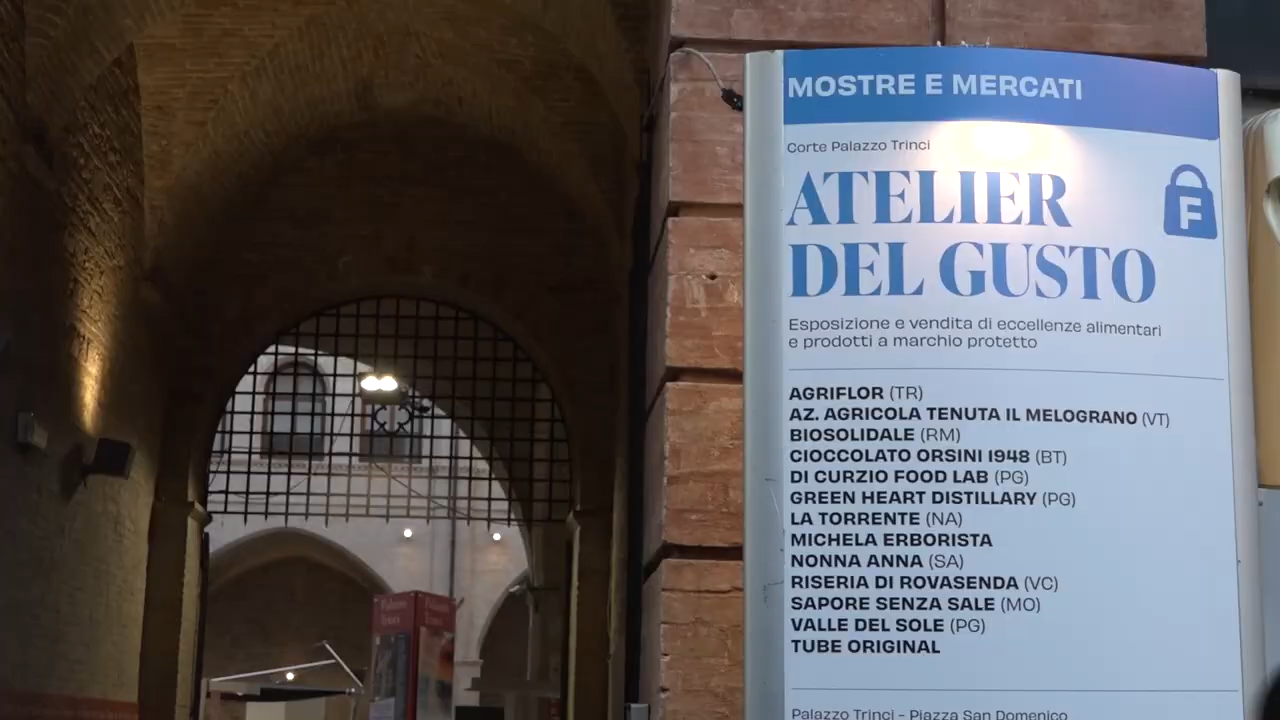 MOSTRE E MERCATI
Corte Palazzo Trinci
ATELIER
DEL GUSTO
F
Esposizione e vendita di eccellenze alimentari
e prodotti a marchio protetto
AGRIFLOR (TR)
AZ. AGRICOLA TENUTA IL MELOGRANO (VT)
BIOSOLIDALE (RM)
CIOCCOLATO ORSINI 1948 (BT)
DI CURZIO FOOD LAB (PG)
GREEN HEART DISTILLARY (PG)
LA TORRENTE (NA)
MICHELA ERBORISTA
NONNA ANNA (SA)
RISERIA DI ROVASENDA (VC)
SAPORE SENZA SALE (MO)
VALLE DEL SOLE (PG)
TUBE ORIGINAL
Palazzo Trinci - Piazza San Domenico